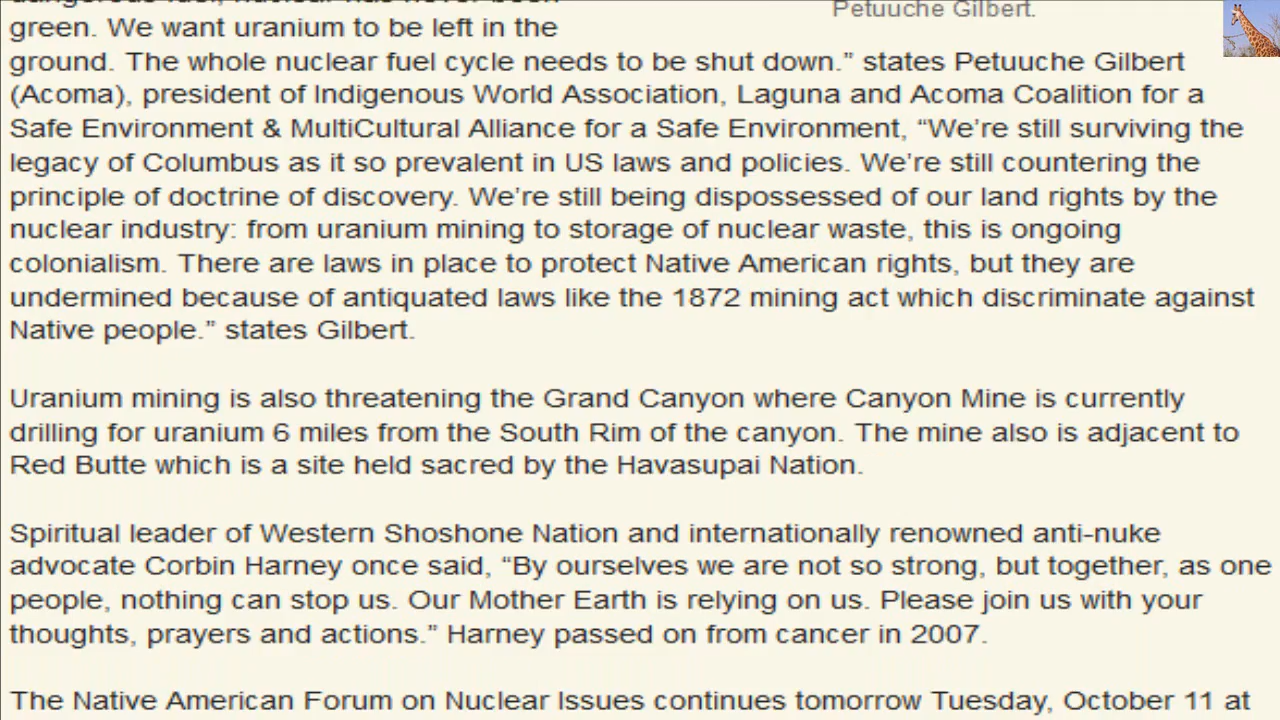 green. We want uranium to be left in the
Petuuche Gilbert.
ground. The whole nuclear fuel cycle needs to be shut down.” states Petuuche Gilbert
(Acoma), president of Indigenous World Association, Laguna and Acoma Coalition for a
Safe Environment & MultiCultural Alliance for a Safe Environment, “We’re still surviving the
legacy of Columbus as it so prevalent in US laws and policies. We’re still countering the
principle of doctrine of discovery. We’re still being dispossessed of our land rights by the
nuclear industry: from uranium mining to storage of nuclear waste, this is ongoing
colonialism. There are laws in place to protect Native American rights, but they are
undermined because of antiquated laws like the 1872 mining act which discriminate against
Native people.” states Gilbert.
Uranium mining is also threatening the Grand Canyon where Canyon Mine is currently
drilling for uranium 6 miles from the South Rim of the canyon. The mine also is adjacent to
Red Butte which is a site held sacred by the Havasupai Nation.
Spiritual leader of Western Shoshone Nation and internationally renowned anti-nuke
advocate Corbin Harney once said, “By ourselves we are not so strong, but together, as one
people, nothing can stop us. Our Mother Earth is relying on us. Please join us with your
thoughts, prayers and actions.” Harney passed on from cancer in 2007.
The Native American Forum on Nuclear Issues continues tomorrow Tuesday, October 11 at